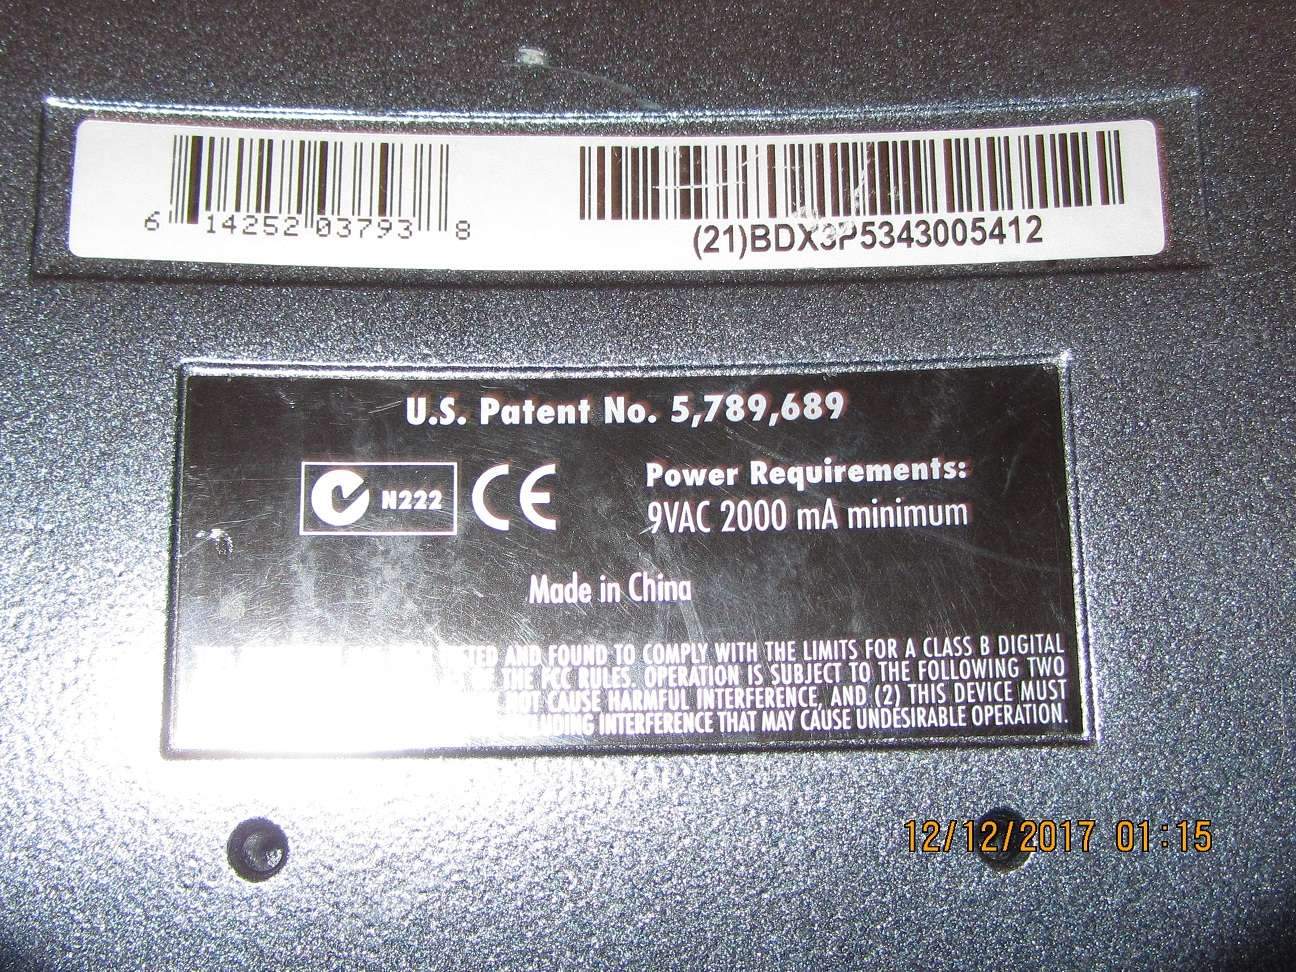 6 14252 03793 8
(21)BDX3P5343005412
U.S. Patent No. 5,789,689
N222 CE
Power Requirements:
9VAC 2000 mA minimum
Made in China
AND FOUND TO COMPLY WITH THE LIMITS FOR A CLASS B DIGITAL
THE FCC RULES. OPERATION IS SUBJECT TO THE FOLLOWING TWO
NOT CAUSE HARMFUL INTERFERENCE, AND (2) THIS DEVICE MUST
INTERFERENCE THAT MAY CAUSE UNDESIRABLE OPERATION.
12/12/2017 01:15